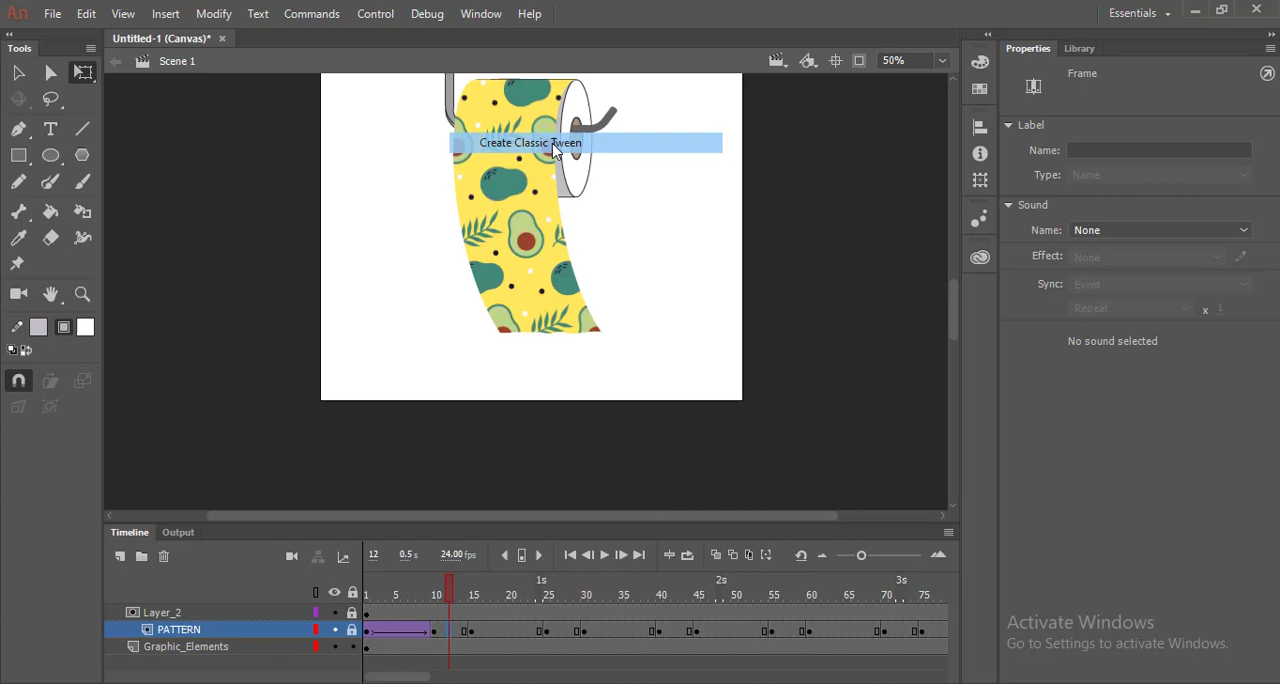 An File Edit View Insert Modify Text Commands Control Debug Window Help Essentials
Tools Untitled-1 (Canvas)* × Properties Library
Scene 1 50% Frame
Label
Create Classic Tween Name:
Type: Name
Sound
Name: None
Effect: None
Sync: Event
Repeat x 1
No sound selected
Timeline Output
12 0.5s 24.00 fps
1s 2s 3s
1 5 10 15 20 25 30 35 40 45 50 55 60 65 70 75
Layer_2
PATTERN
Graphic_Elements
Activate Windows
Go to Settings to activate Windows.